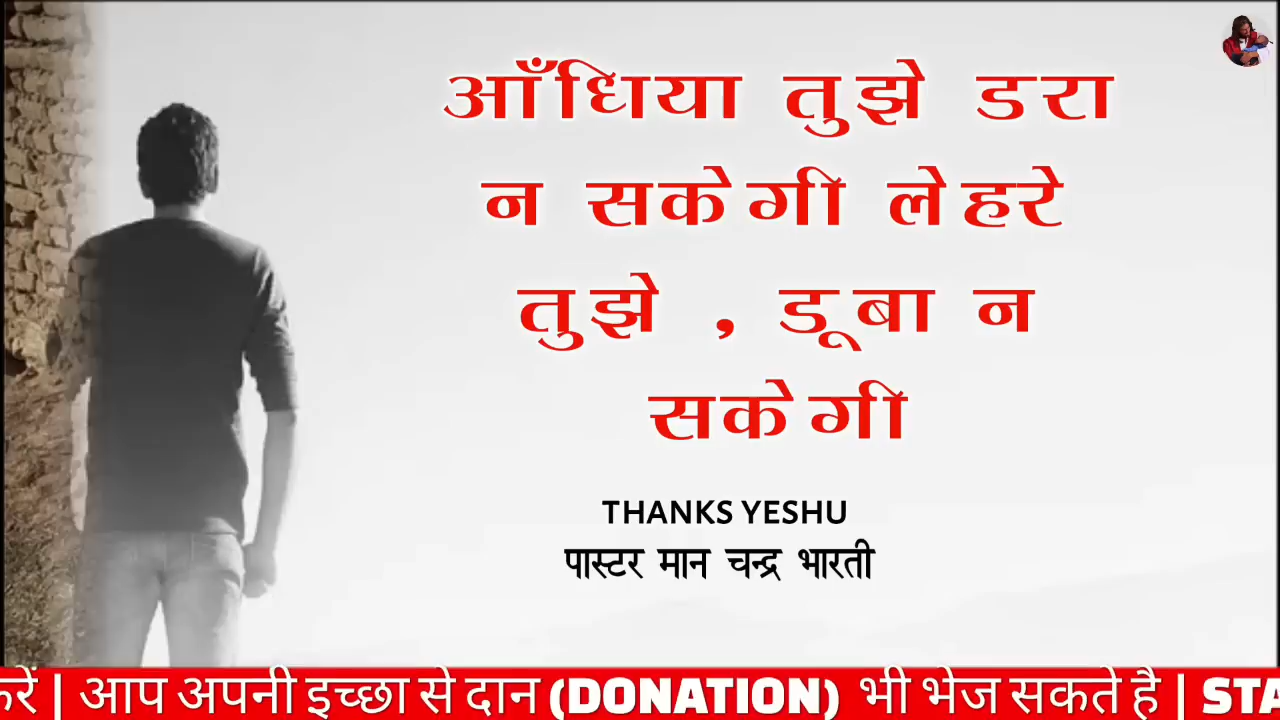 आँधिया तुझे डरा
न सकेगी लेहरे
तुझे , डूबा न
सकेगी
THANKS YESHU
पास्टर मान चन्द्र भारती
करें | आप अपनी इच्छा से दान (DONATION) भी भेज सकते है | STA